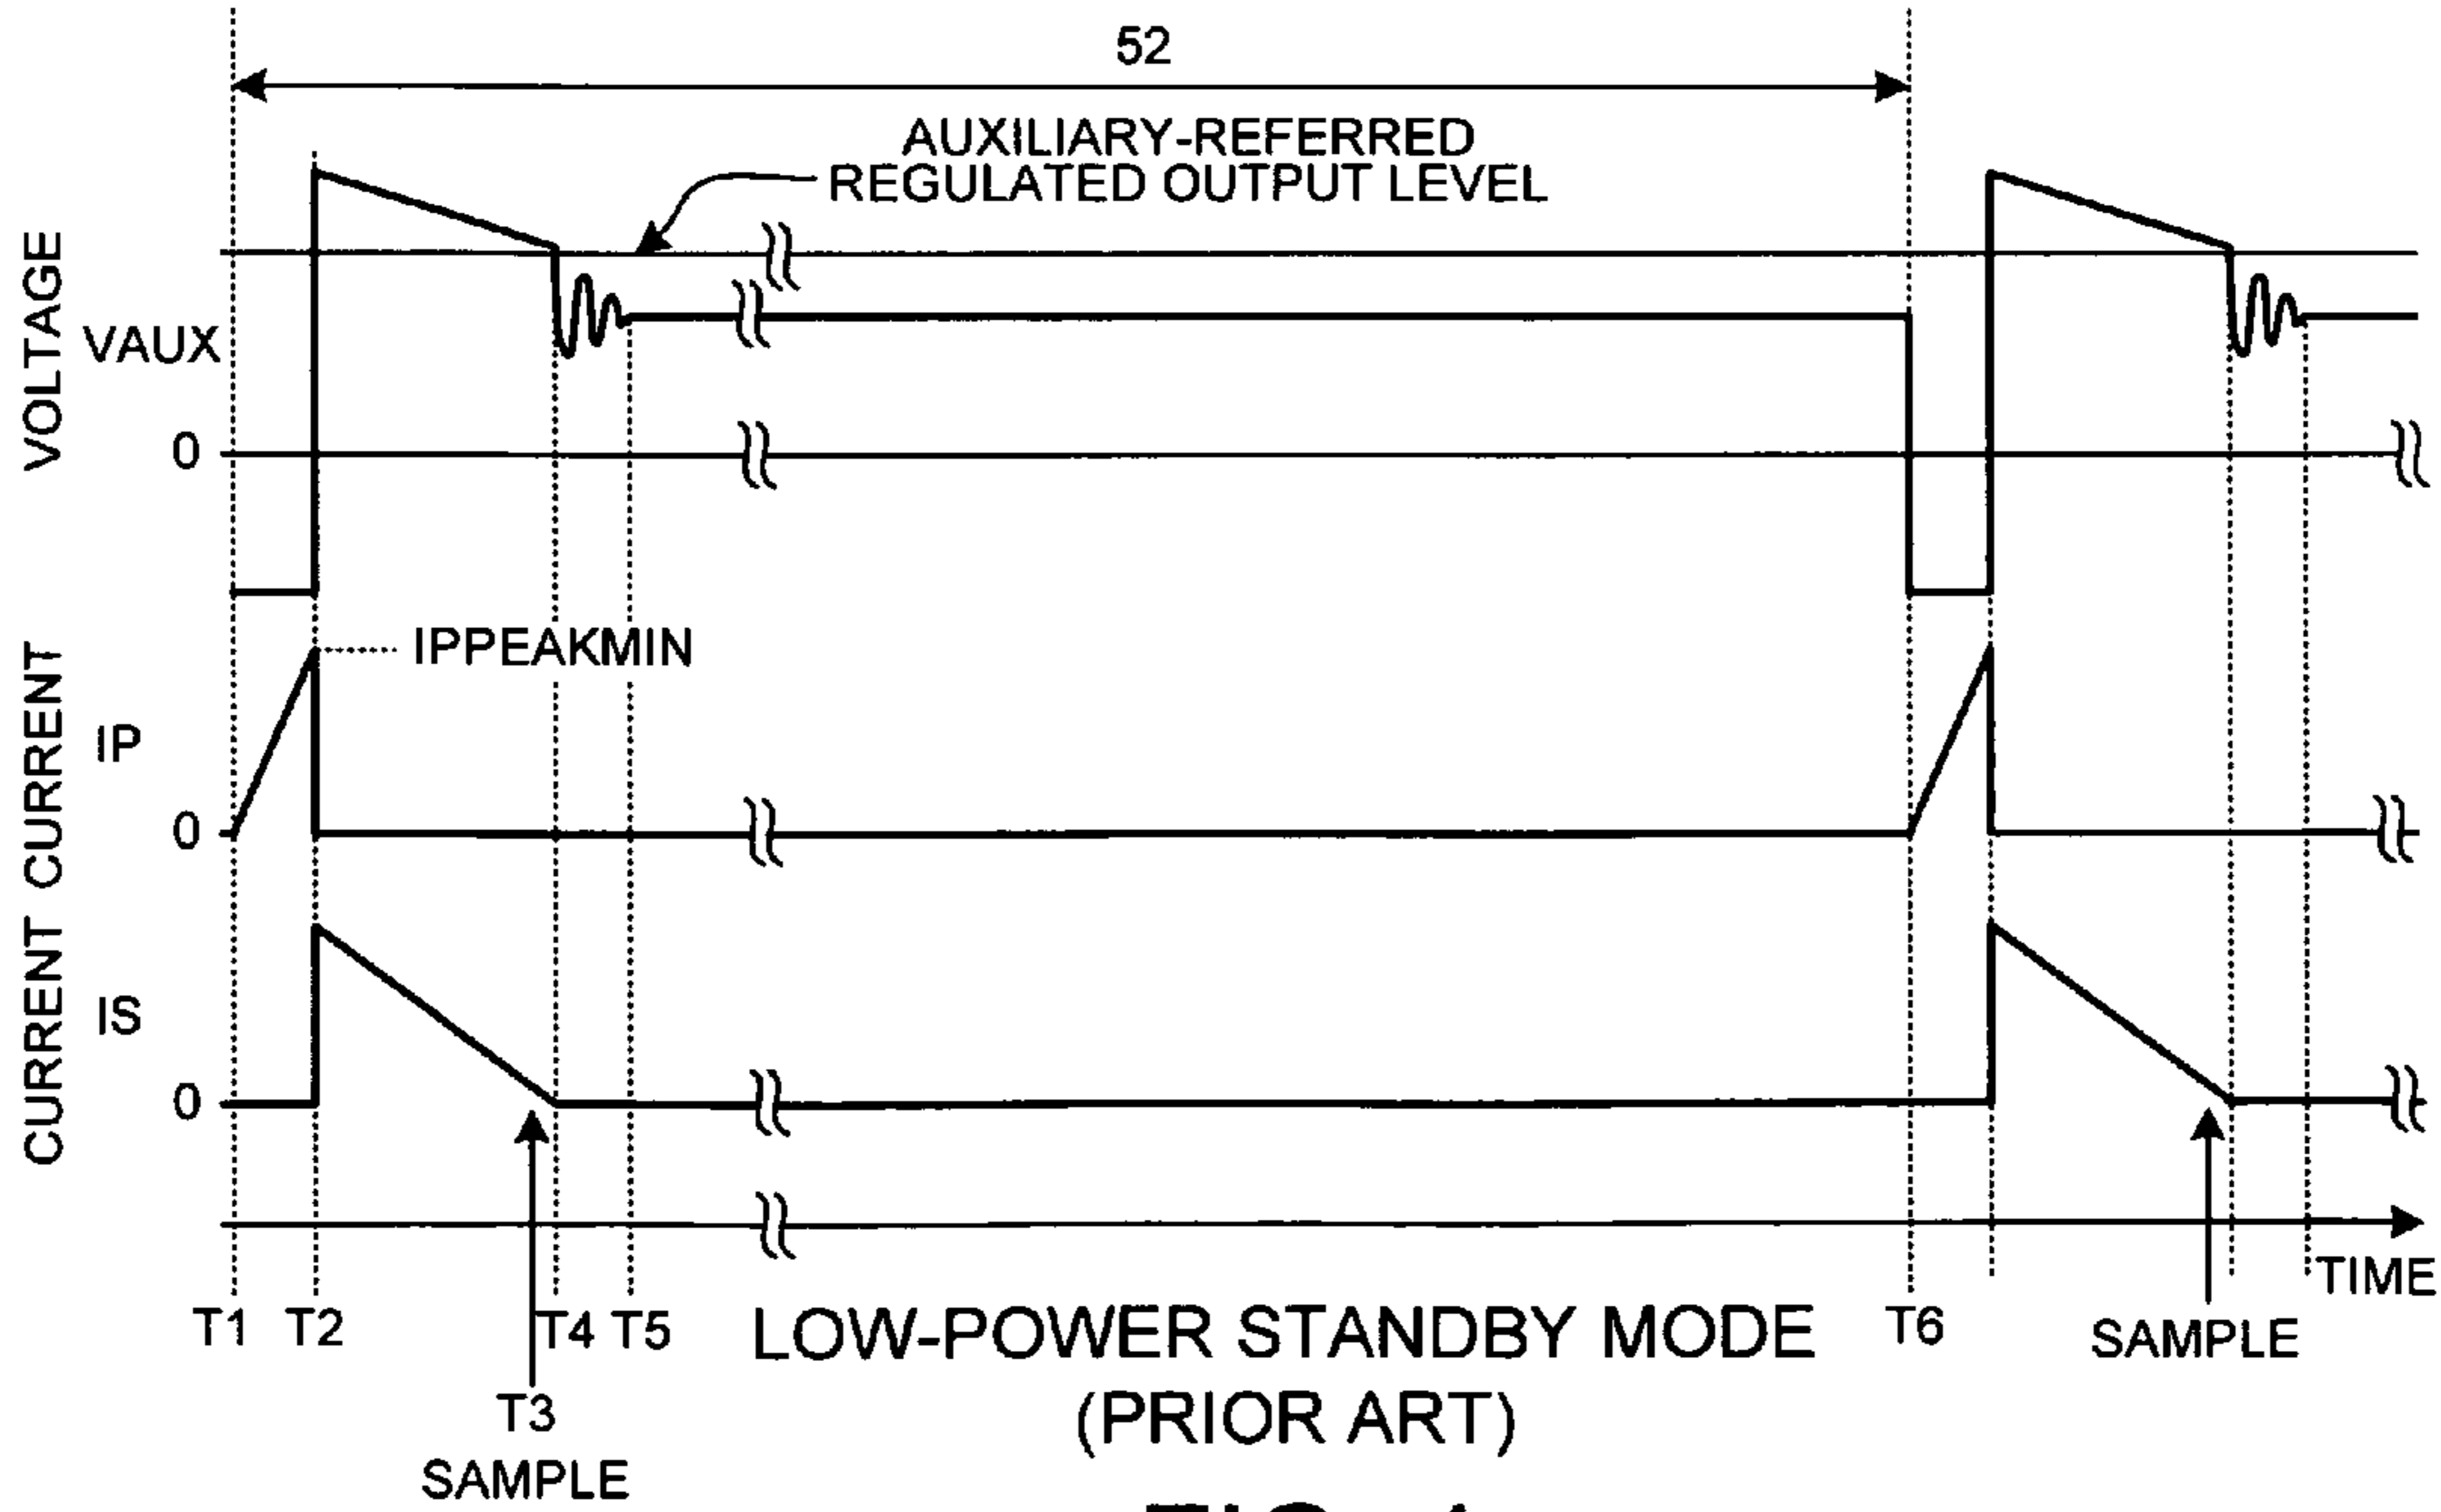 52
AUXILIARY-REFERRED
REGULATED OUTPUT LEVEL
VOLTAGE
VAUX
0
IPPEAKMIN
CURRENT
IP
0
CURRENT
IS
0
TIME
T1 T2 T4 T5 T6
T3
SAMPLE
SAMPLE
LOW-POWER STANDBY MODE
(PRIOR ART)